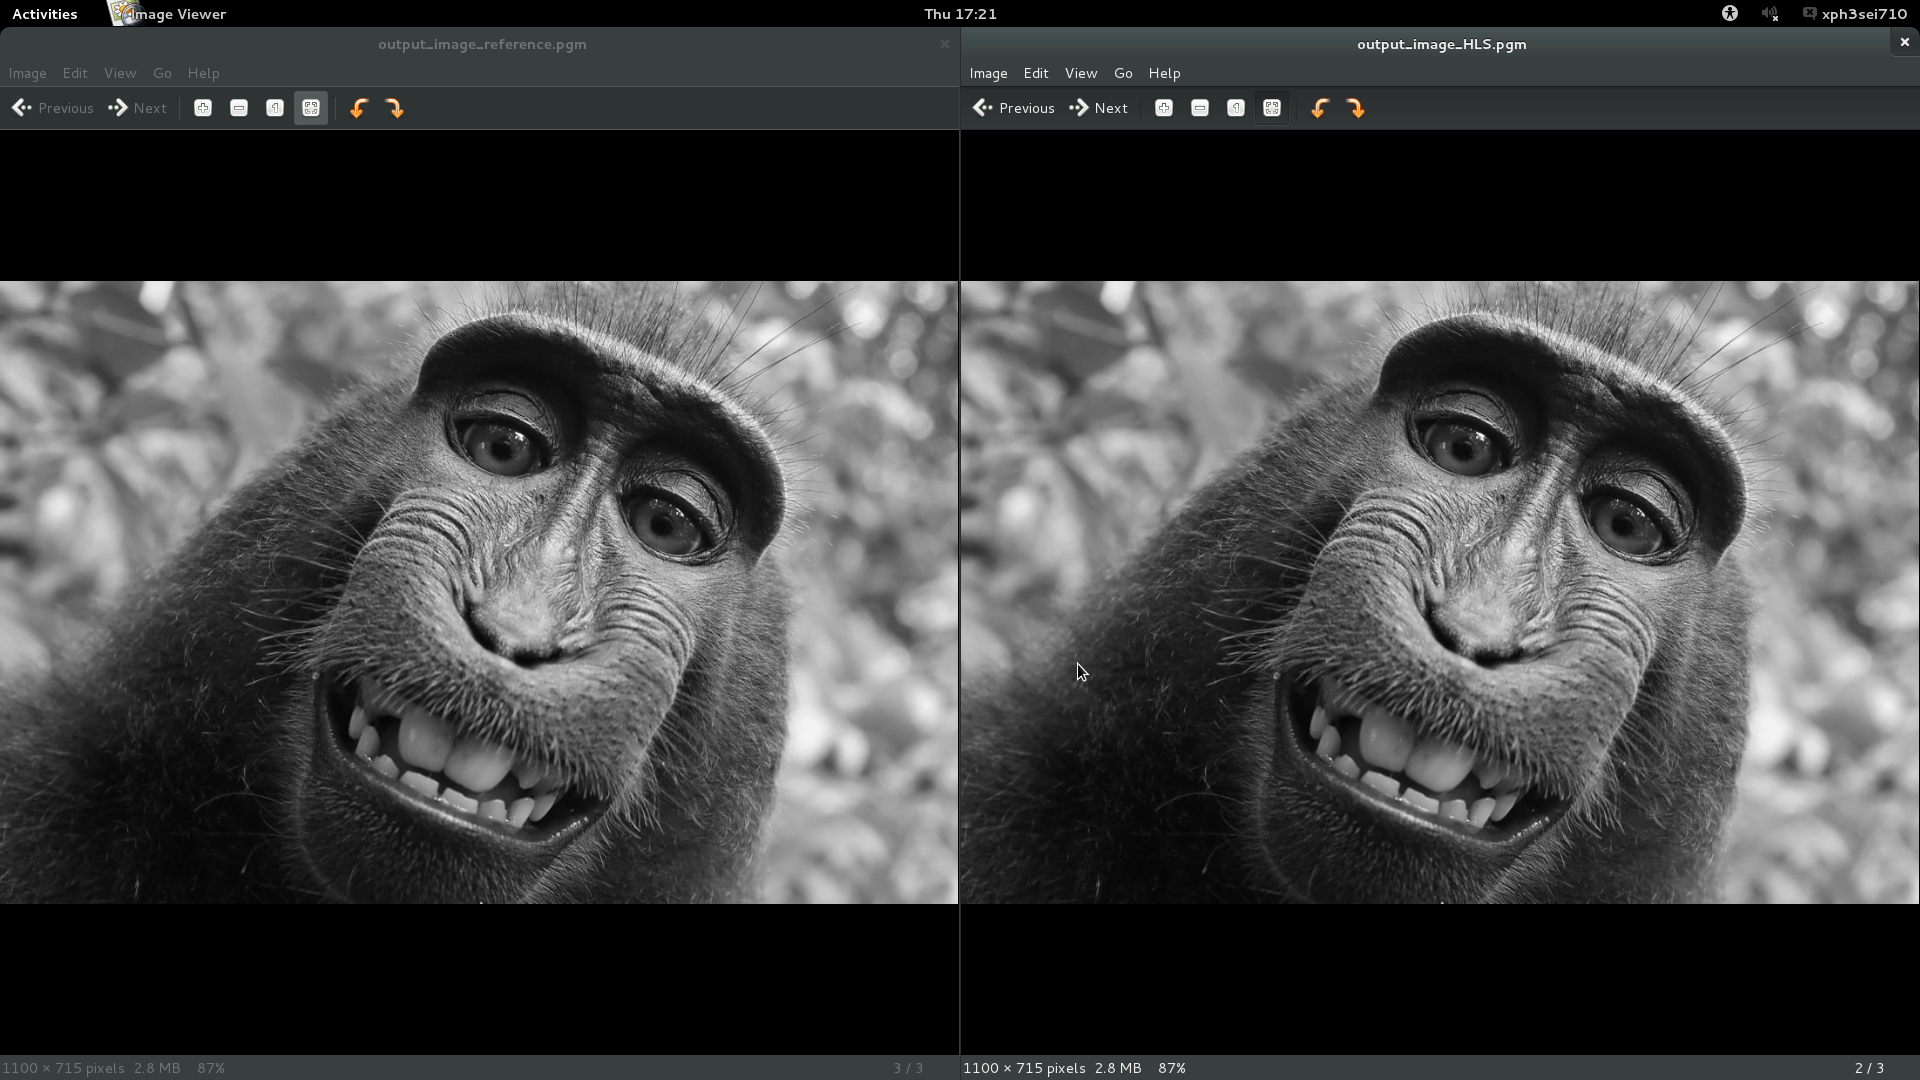 Activities Image Viewer Thu 17:21 xph3sei710
output_image_reference.pgm
Image Edit View Go Help
Previous Next
1100 × 715 pixels 2.8 MB 87% 3 / 3
output_image_HLS.pgm
Image Edit View Go Help
Previous Next
1100 × 715 pixels 2.8 MB 87% 2 / 3